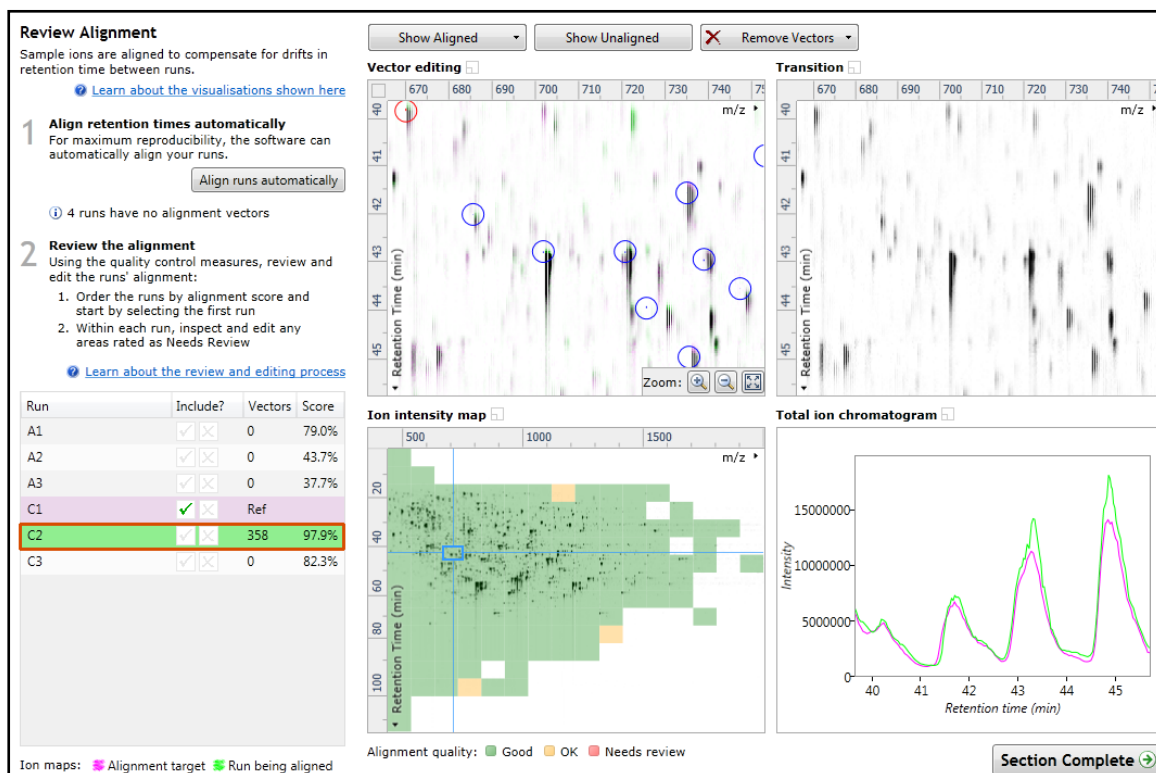 Review Alignment
Sample ions are aligned to compensate for drifts in
retention time between runs.
Learn about the visualisations shown here
1
Align retention times automatically
For maximum reproducibility, the software can
automatically align your runs.
Align runs automatically
4 runs have no alignment vectors
2
Review the alignment
Using the quality control measures, review and
edit the runs' alignment:
1. Order the runs by alignment score and
start by selecting the first run
2. Within each run, inspect and edit any
areas rated as Needs Review
Learn about the review and editing process
Run Include? Vectors Score
A1 0 79.0%
A2 0 43.7%
A3 0 37.7%
C1 Ref
C2 358 97.9%
C3 0 82.3%
Ion maps: Alignment target Run being aligned
Show Aligned Show Unaligned Remove Vectors
Vector editing
670 680 690 700 710 720 730 740
m/z
40
41
42
43
44
45
Retention Time (min)
Zoom:
Transition
670 680 690 700 710 720 730 740
m/z
40
41
42
43
44
45
Retention Time (min)
Ion intensity map
500 1000 1500
m/z
20
40
60
80
100
Retention Time (min)
Alignment quality: Good OK Needs review
Total ion chromatogram
Intensity
15000000
10000000
5000000
0
40 41 42 43 44 45
Retention time (min)
Section Complete